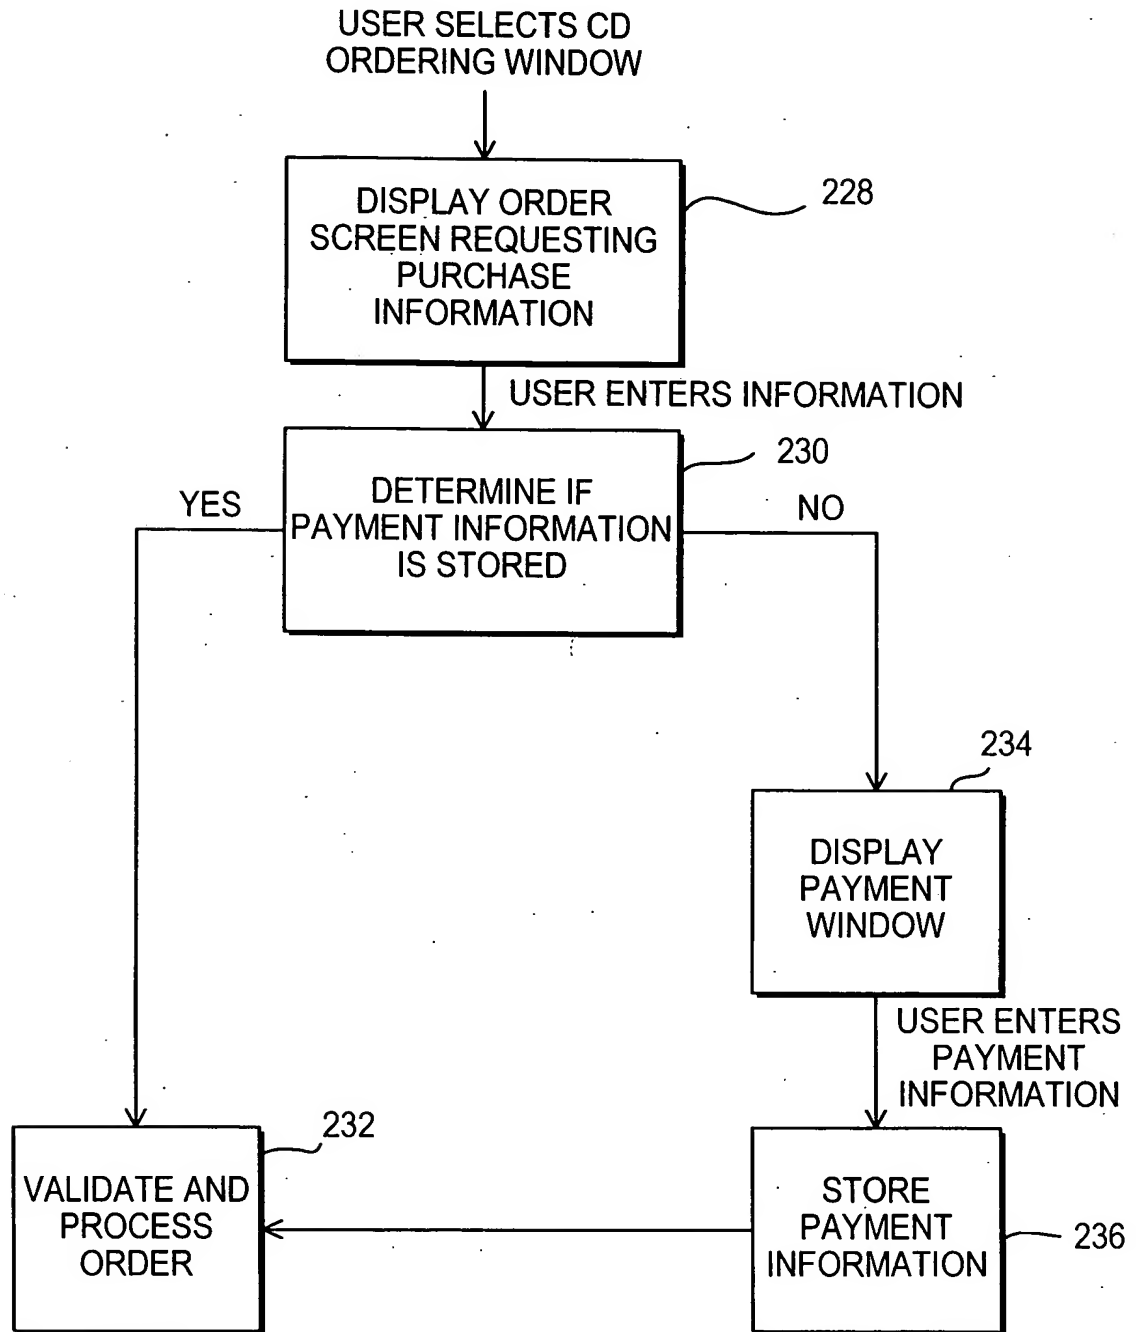 USER SELECTS CD
ORDERING WINDOW
DISPLAY ORDER
SCREEN REQUESTING
PURCHASE
INFORMATION
228
USER ENTERS INFORMATION
230
DETERMINE IF
PAYMENT INFORMATION
IS STORED
YES
NO
234
DISPLAY
PAYMENT
WINDOW
USER ENTERS
PAYMENT
INFORMATION
232
VALIDATE AND
PROCESS
ORDER
STORE
PAYMENT
INFORMATION
236